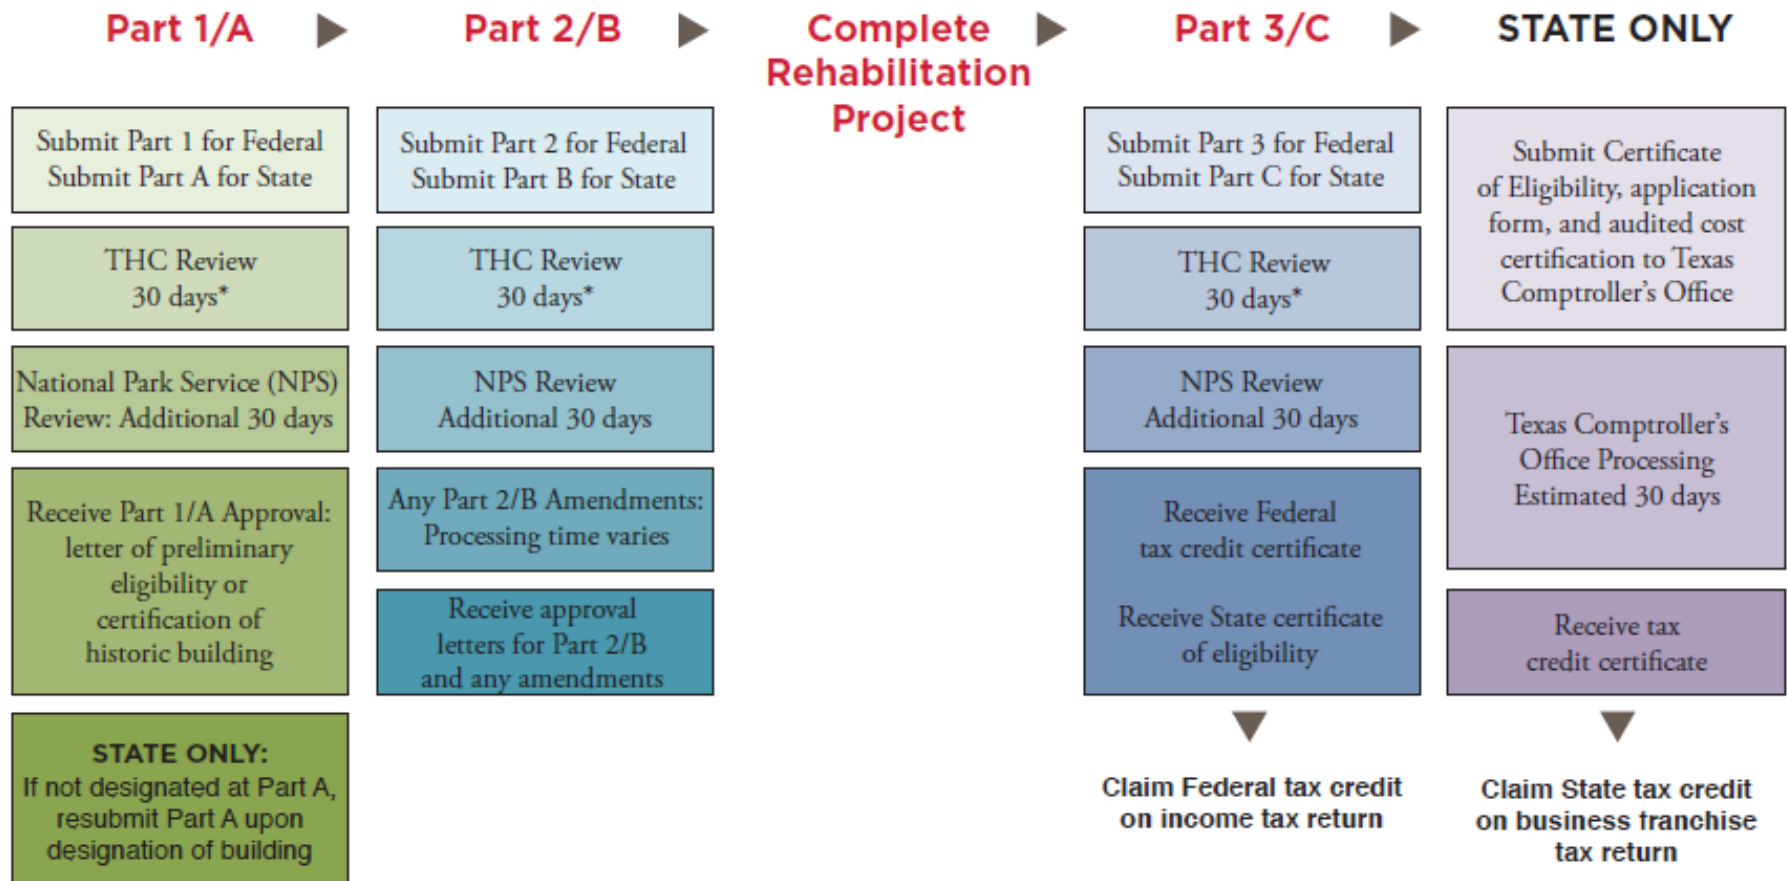 Part 1/A
Submit Part 1 for Federal
Submit Part A for State
THC Review
30 days*
National Park Service (NPS)
Review: Additional 30 days
Receive Part 1/A Approval:
letter of preliminary
eligibility or
certification of
historic building
STATE ONLY:
If not designated at Part A,
resubmit Part A upon
designation of building
Part 2/B
Submit Part 2 for Federal
Submit Part B for State
THC Review
30 days*
NPS Review
Additional 30 days
Any Part 2/B Amendments:
Processing time varies
Receive approval
letters for Part 2/B
and any amendments
Complete
Rehabilitation
Project
Part 3/C
Submit Part 3 for Federal
Submit Part C for State
THC Review
30 days*
NPS Review
Additional 30 days
Receive Federal
tax credit certificate
Receive State certificate
of eligibility
Claim Federal tax credit
on income tax return
STATE ONLY
Submit Certificate
of Eligibility, application
form, and audited cost
certification to Texas
Comptroller's Office
Texas Comptroller's
Office Processing
Estimated 30 days
Receive tax
credit certificate
Claim State tax credit
on business franchise
tax return